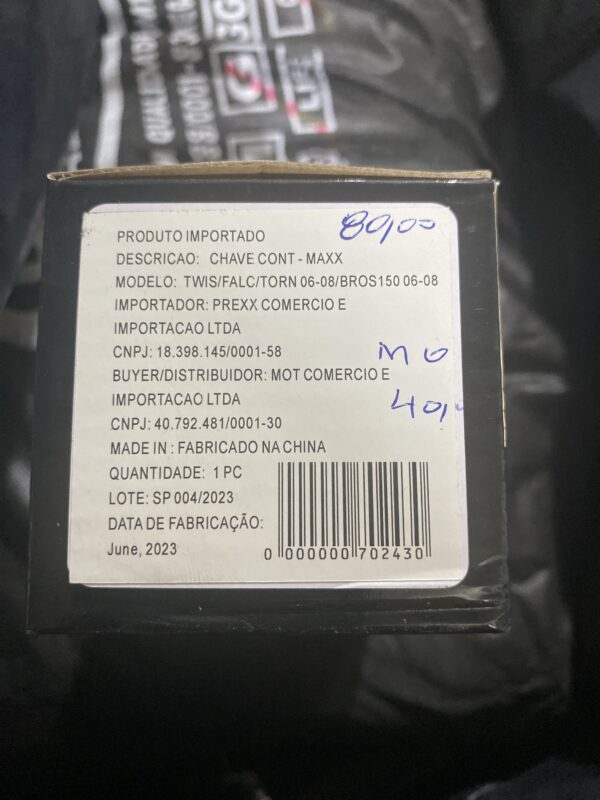 3G
LIFE
PRODUTO IMPORTADO
80,00
DESCRICAO: CHAVE CONT - MAXX
MODELO: TWIS/FALC/TORN 06-08/BROS150 06-08
IMPORTADOR: PREXX COMERCIO E
IMPORTACAO LTDA
CNPJ: 18.398.145/0001-58
MO
BUYER/DISTRIBUIDOR: MOT COMERCIO E
IMPORTACAO LTDA
40,0
CNPJ: 40.792.481/0001-30
MADE IN : FABRICADO NA CHINA
QUANTIDADE: 1 PC
LOTE: SP 004/2023
DATA DE FABRICAÇÃO:
June, 2023
0 000000 702430